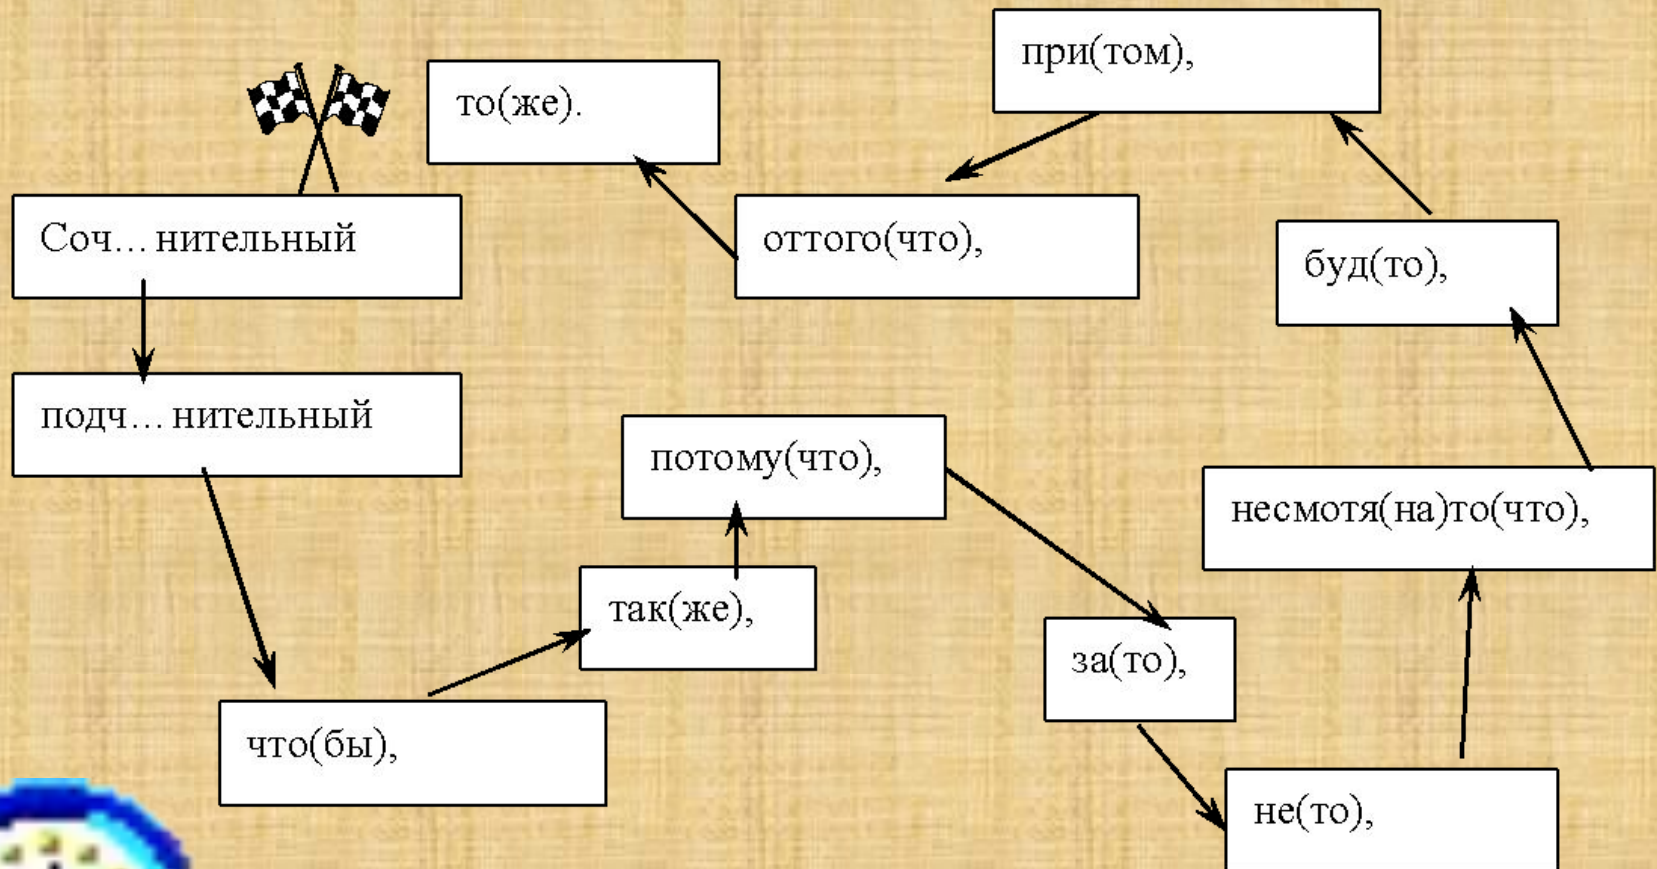 при(том),
то(же).
Соч... нительный
оттого(что),
буд(то),
подч... нительный
потому(что),
несмотя(на)то(что),
так(же),
за(то),
что(бы),
не(то),